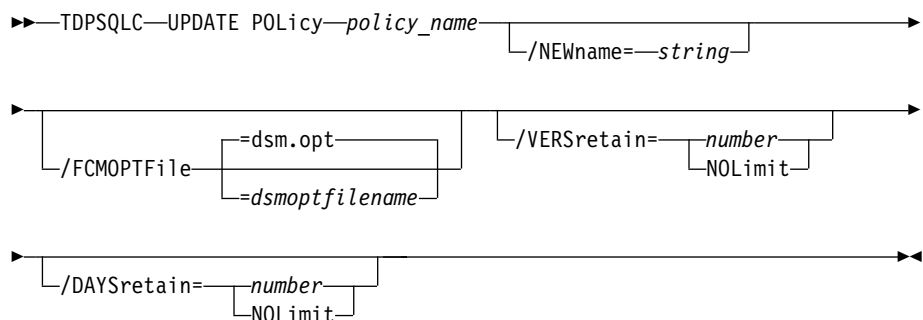 TDPSQLC UPDATE POLicy policy_name
/NEWname= string
=dsm.opt
/FCMOPTFile
=dsmoptfilename
/VERSretain= number
NOLimit
/DAYSretain= number
NOLimit